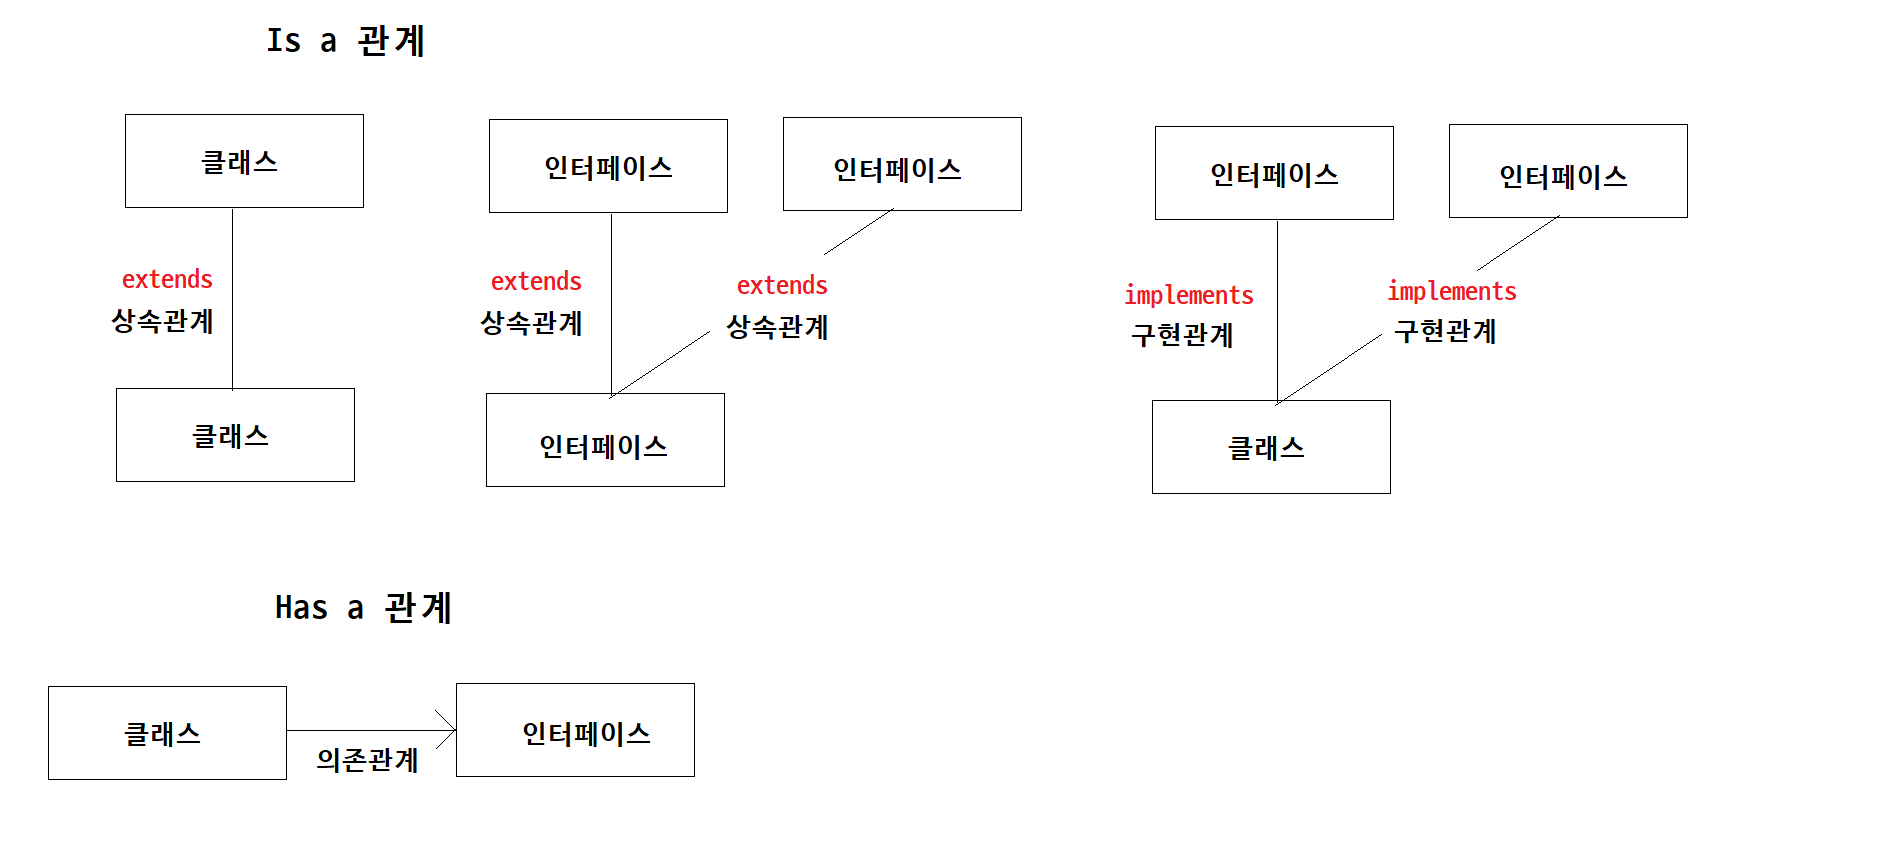 Is a 관계
클래스
인터페이스
인터페이스
인터페이스
인터페이스
extends
상속관계
extends
상속관계
extends
상속관계
implements
구현관계
implements
구현관계
클래스
인터페이스
클래스
Has a 관계
클래스
인터페이스
의존관계